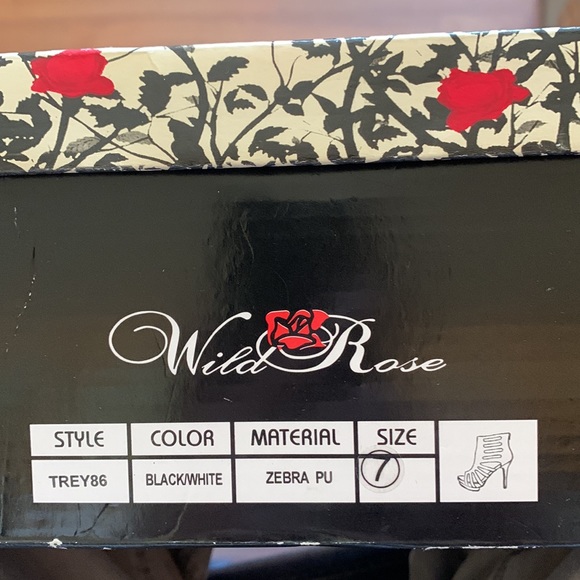 Wild Rose
STYLE COLOR MATERIAL SIZE
TREY86 BLACK/WHITE ZEBRA PU 7